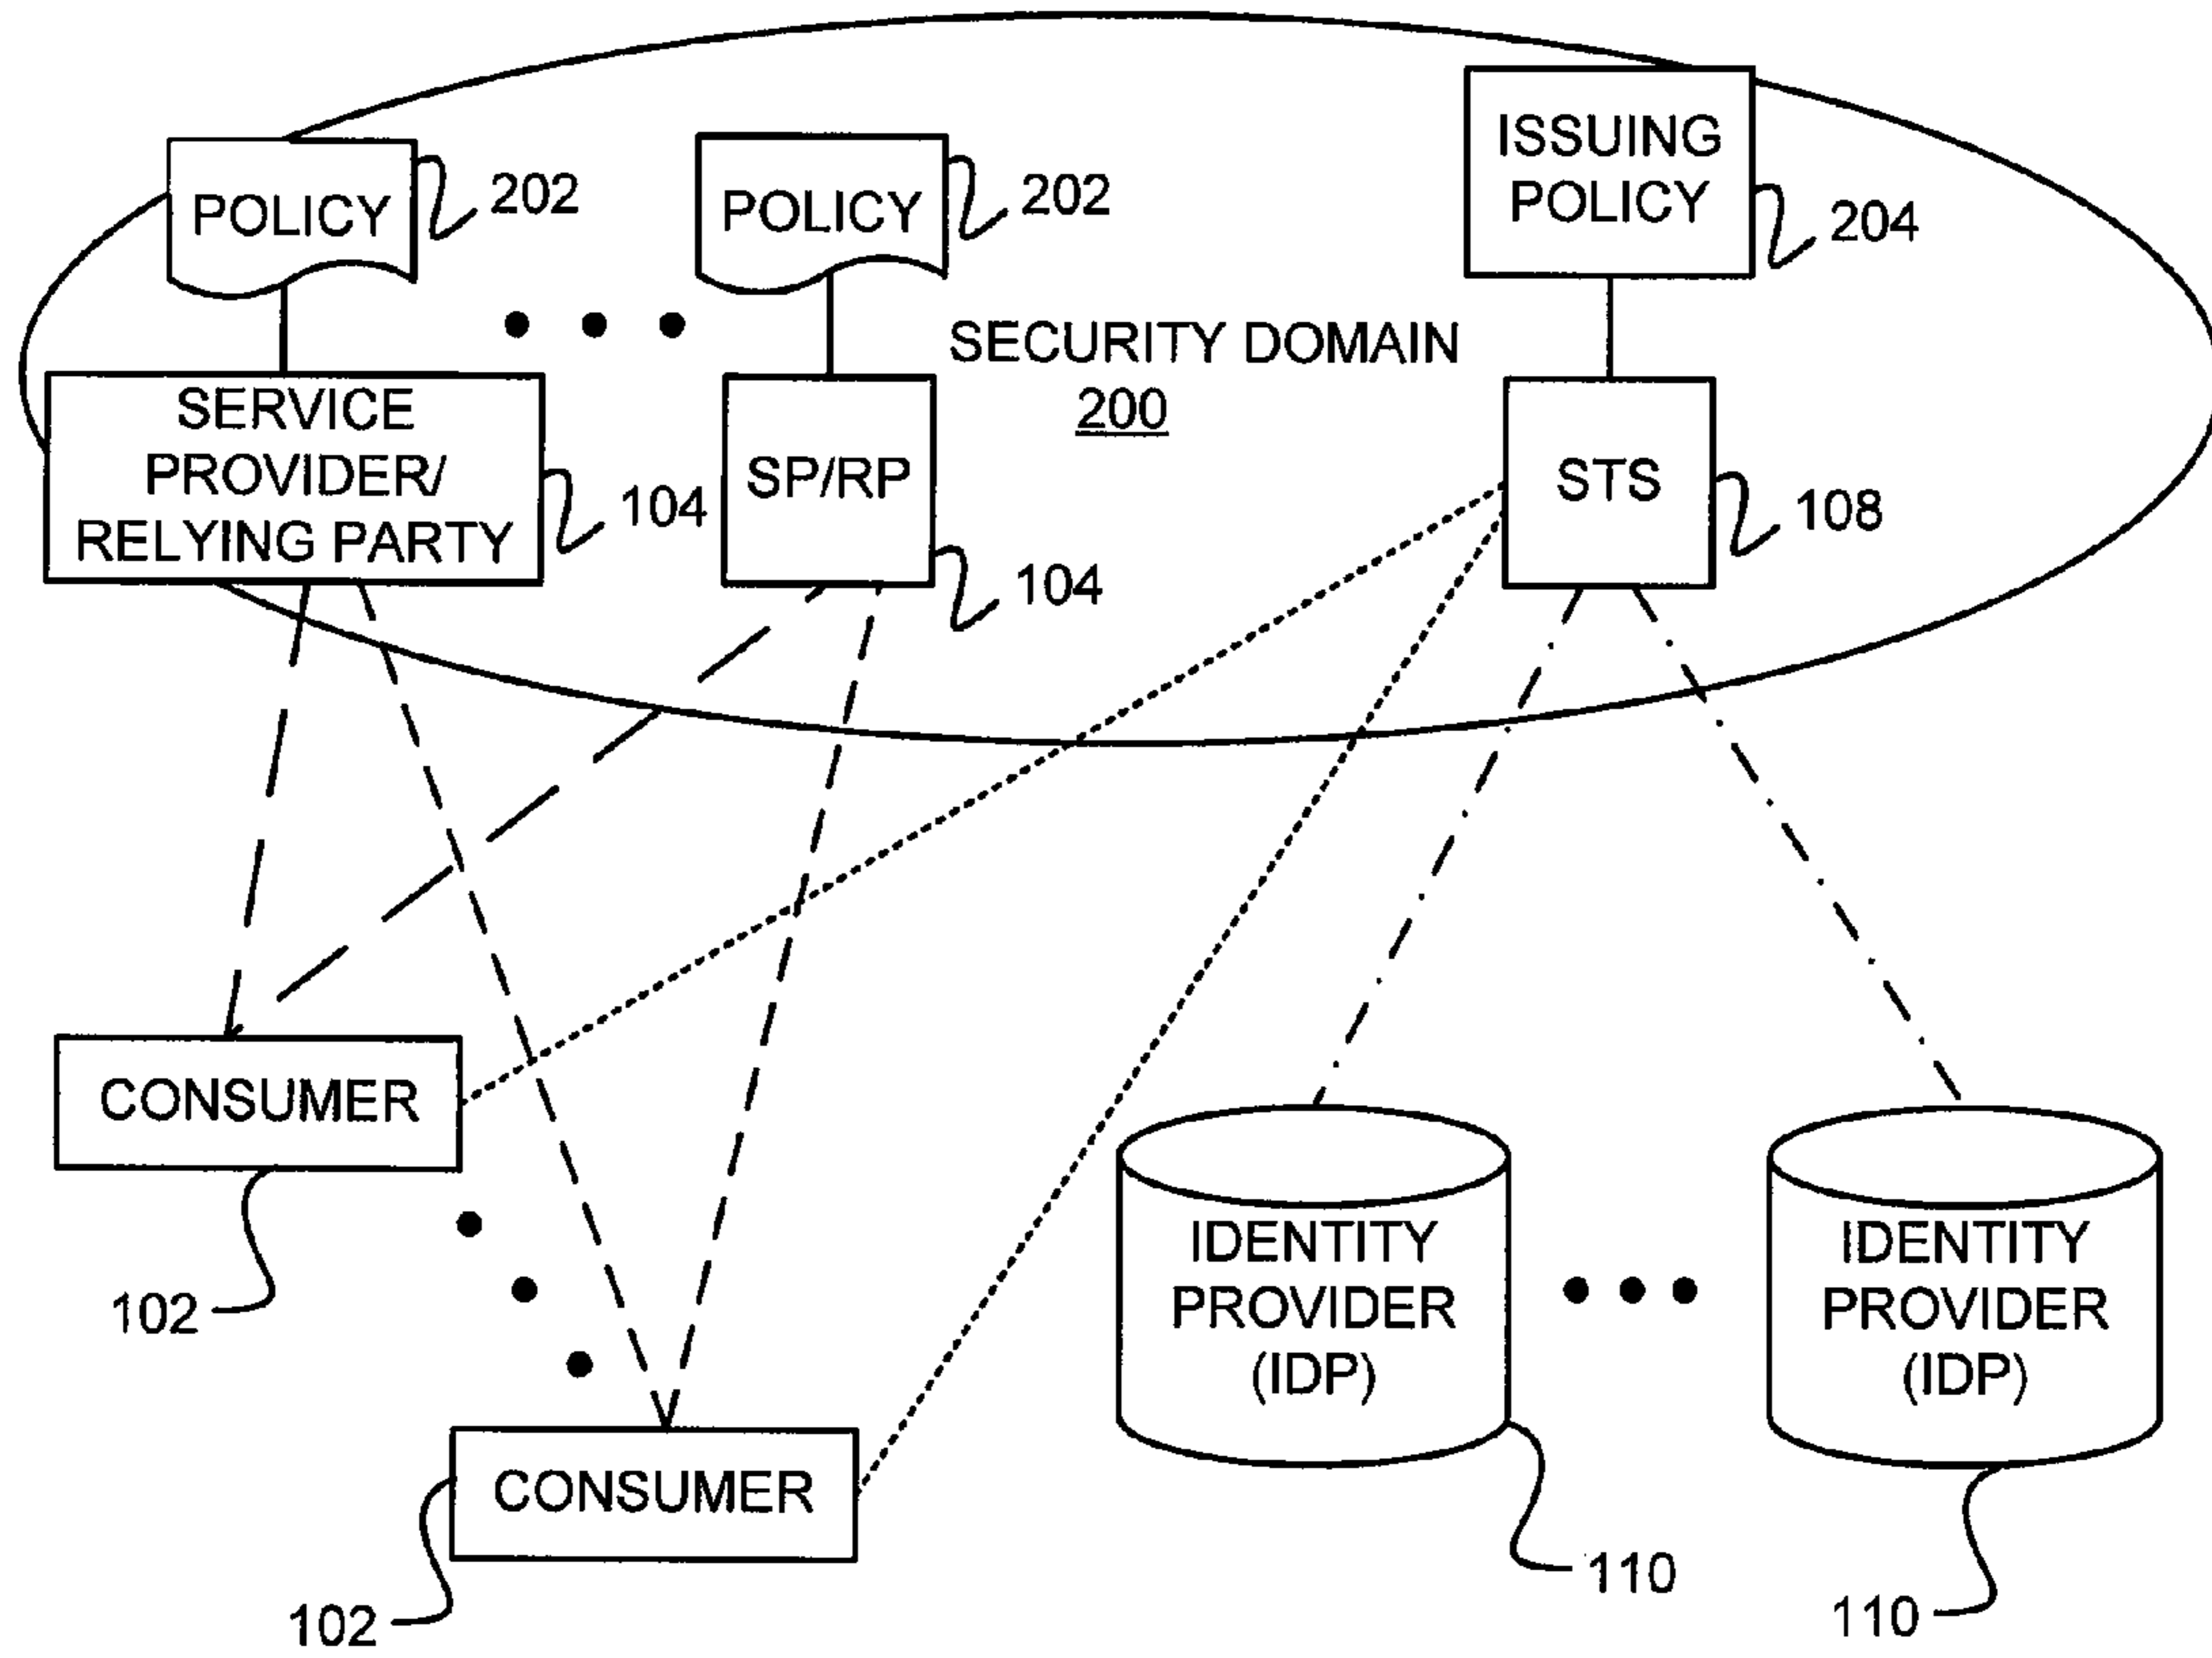 POLICY
202
POLICY
202
ISSUING
POLICY
204
SECURITY DOMAIN
200
SERVICE
PROVIDER/
RELYING PARTY
104
SP/RP
104
STS
108
CONSUMER
102
CONSUMER
102
IDENTITY
PROVIDER
(IDP)
110
IDENTITY
PROVIDER
(IDP)
110